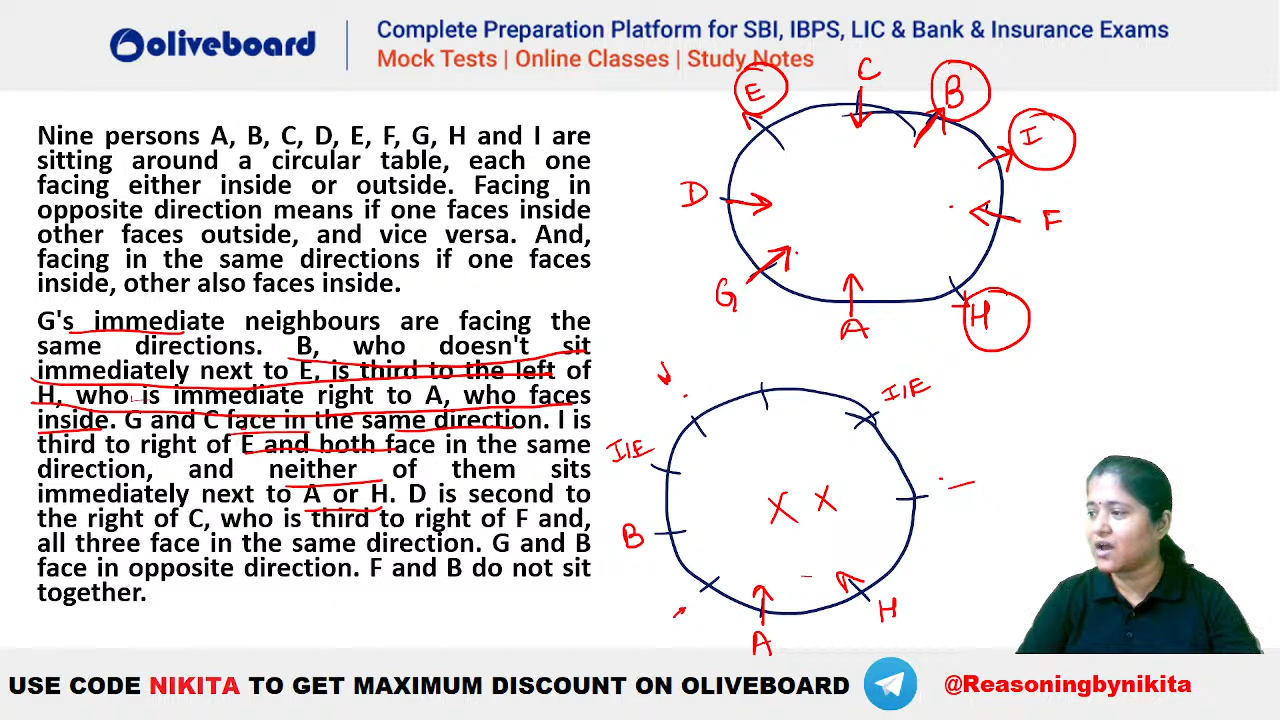 oliveboard
Complete Preparation Platform for SBI, IBPS, LIC & Bank & Insurance Exams
Mock Tests | Online Classes | Study Notes
Nine persons A, B, C, D, E, F, G, H and I are
sitting around a circular table, each one
facing either inside or outside. Facing in
opposite direction means if one faces inside
other faces outside, and vice versa. And,
facing in the same directions if one faces
inside, other also faces inside.
G's immediate neighbours are facing the
same directions. B, who doesn't sit
immediately next to E, is third to the left of
H, who is immediate right to A, who faces
inside. G and C face in the same direction. I is
third to right of E and both face in the same
direction, and neither of them sits
immediately next to A or H. D is second to
the right of C, who is third to right of F and,
all three face in the same direction. G and B
face in opposite direction. F and B do not sit
together.
C
E
B
I
D
F
G
H
A
I/E
I/E
X X
B
H
A
USE CODE NIKITA TO GET MAXIMUM DISCOUNT ON OLIVEBOARD
@Reasoningbynikita